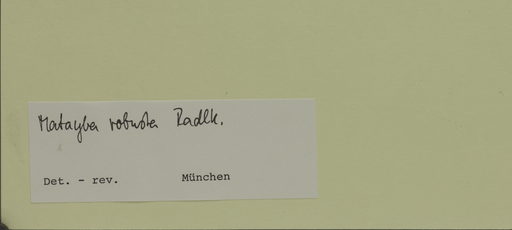 Matayba robusta Radlk.
Det. - rev. München